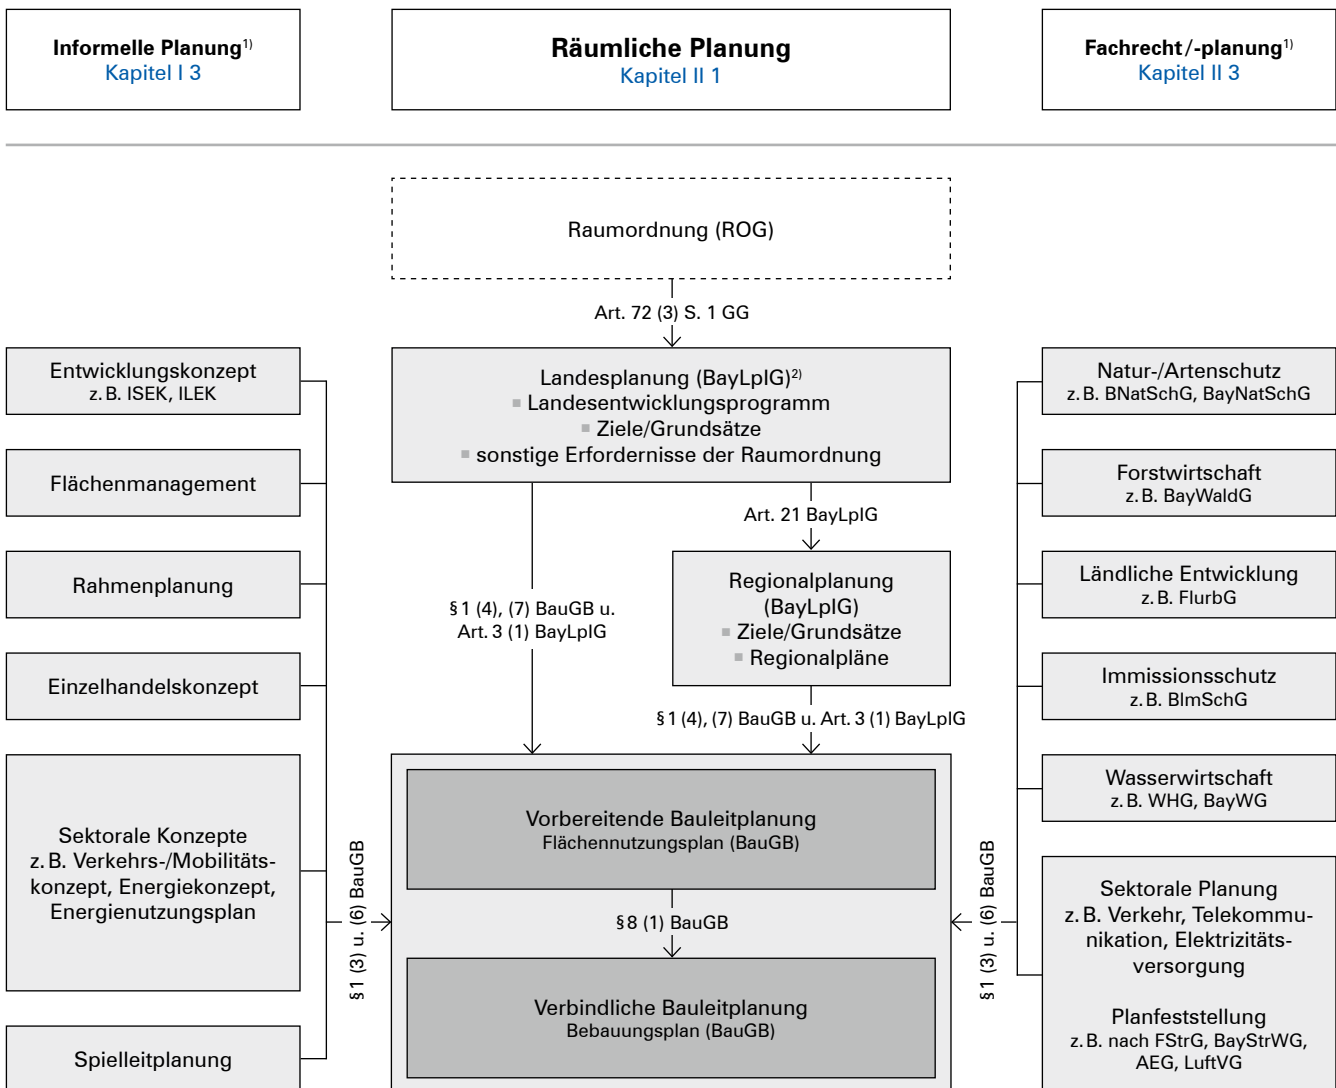 Informelle Planung1)
Kapitel I 3
Räumliche Planung
Kapitel II 1
Fachrecht/-planung1)
Kapitel II 3
Raumordnung (ROG)
Art. 72 (3) S. 1 GG
Entwicklungskonzept
z. B. ISEK, ILEK
Flächenmanagement
Rahmenplanung
Einzelhandelskonzept
Sektorale Konzepte
z. B. Verkehrs-/Mobilitäts-
konzept, Energiekonzept,
Energienutzungsplan
Spielleitplanung
§ 1 (3) u. (6) BauGB
Landesplanung (BayLplG)2)
▪ Landesentwicklungsprogramm
▪ Ziele/Grundsätze
▪ sonstige Erfordernisse der Raumordnung
Art. 21 BayLplG
§ 1 (4), (7) BauGB u.
Art. 3 (1) BayLplG
Regionalplanung
(BayLplG)
▪ Ziele/Grundsätze
▪ Regionalpläne
§ 1 (4), (7) BauGB u. Art. 3 (1) BayLplG
Vorbereitende Bauleitplanung
Flächennutzungsplan (BauGB)
§ 8 (1) BauGB
Verbindliche Bauleitplanung
Bebauungsplan (BauGB)
Natur-/Artenschutz
z. B. BNatSchG, BayNatSchG
Forstwirtschaft
z. B. BayWaldG
Ländliche Entwicklung
z. B. FlurbG
Immissionsschutz
z. B. BImSchG
Wasserwirtschaft
z. B. WHG, BayWG
Sektorale Planung
z. B. Verkehr, Telekommu-
nikation, Elektrizitäts-
versorgung
Planfeststellung
z. B. nach FStrG, BayStrWG,
AEG, LuftVG
§ 1 (3) u. (6) BauGB